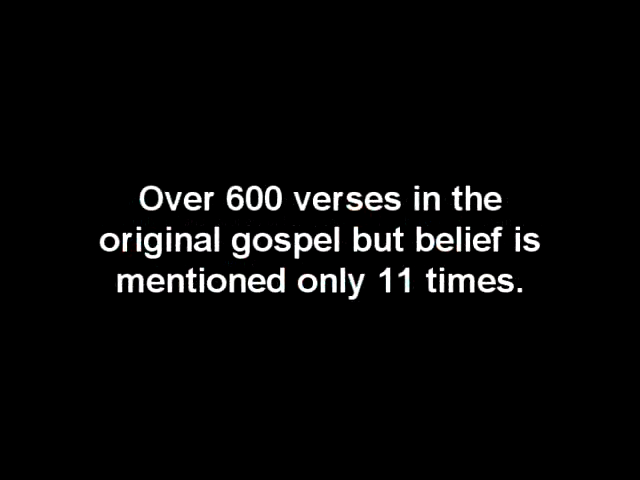 Over 600 verses in the
original gospel but belief is
mentioned only 11 times.